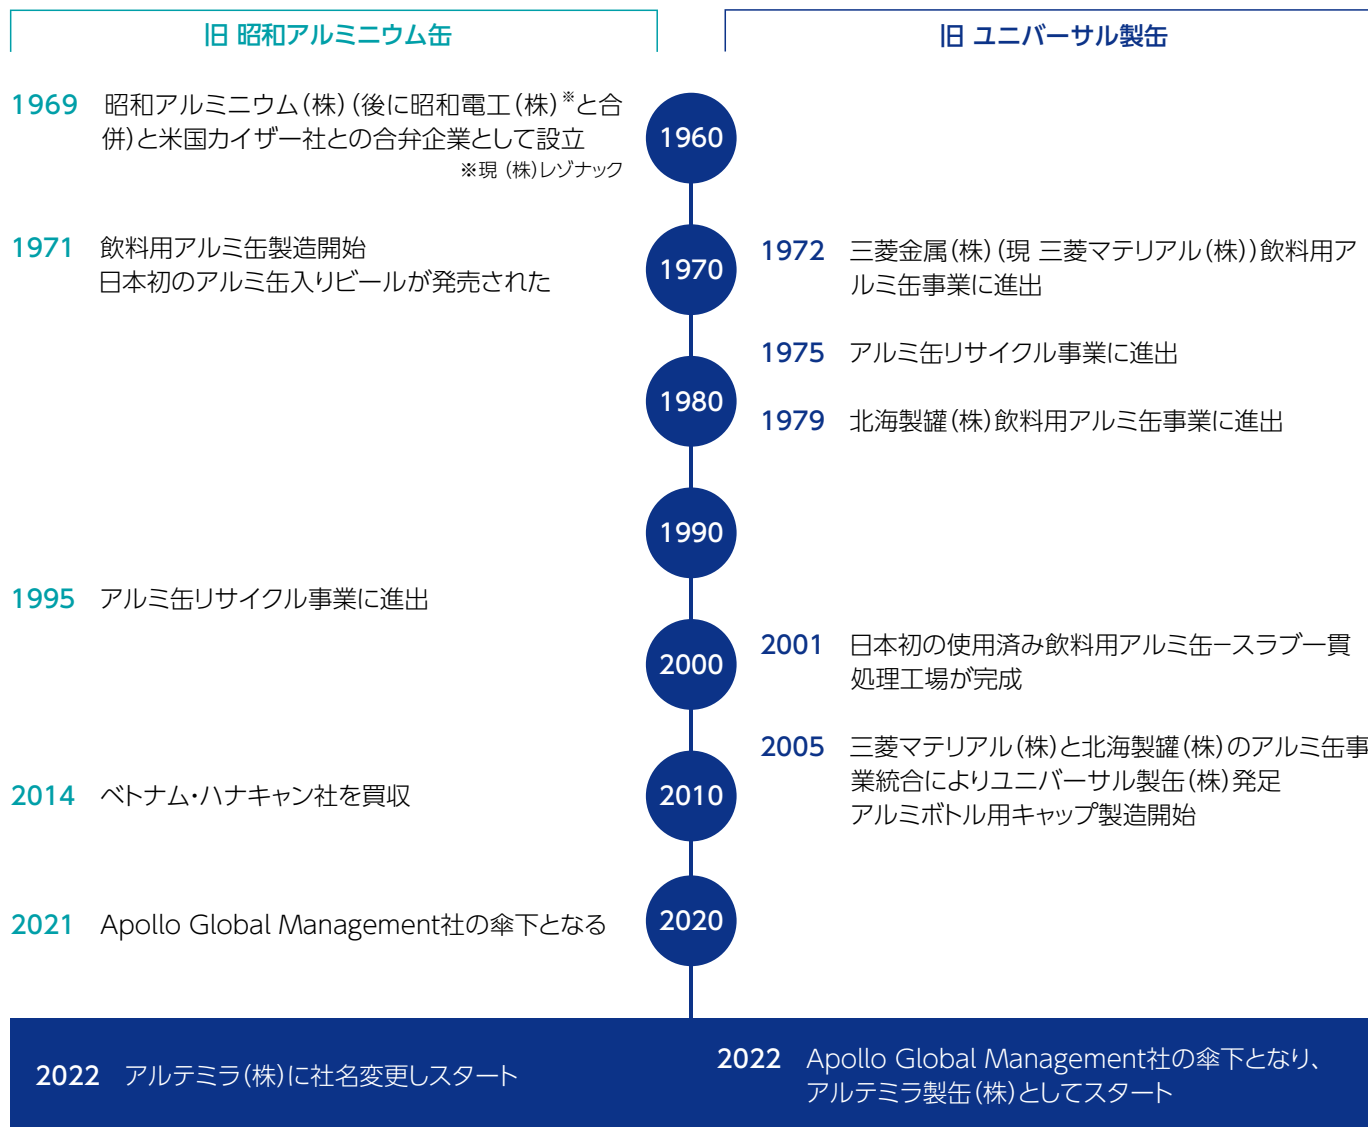 旧 昭和アルミニウム缶
1969 昭和アルミニウム(株)(後に昭和電工(株)※と合
併)と米国カイザー社との合弁企業として設立
※現 (株)レゾナック
1971 飲料用アルミ缶製造開始
日本初のアルミ缶入りビールが発売された
1995 アルミ缶リサイクル事業に進出
2014 ベトナム・ハナキャン社を買収
2021 Apollo Global Management社の傘下となる
1960
1970
1980
1990
2000
2010
2020
旧 ユニバーサル製缶
1972 三菱金属(株)(現 三菱マテリアル(株))飲料用ア
ルミ缶事業に進出
1975 アルミ缶リサイクル事業に進出
1979 北海製罐(株)飲料用アルミ缶事業に進出
2001 日本初の使用済み飲料用アルミ缶−スラブ一貫
処理工場が完成
2005 三菱マテリアル(株)と北海製罐(株)のアルミ缶事
業統合によりユニバーサル製缶(株)発足
アルミボトル用キャップ製造開始
2022 アルテミラ(株)に社名変更しスタート
2022 Apollo Global Management社の傘下となり、
アルテミラ製缶(株)としてスタート